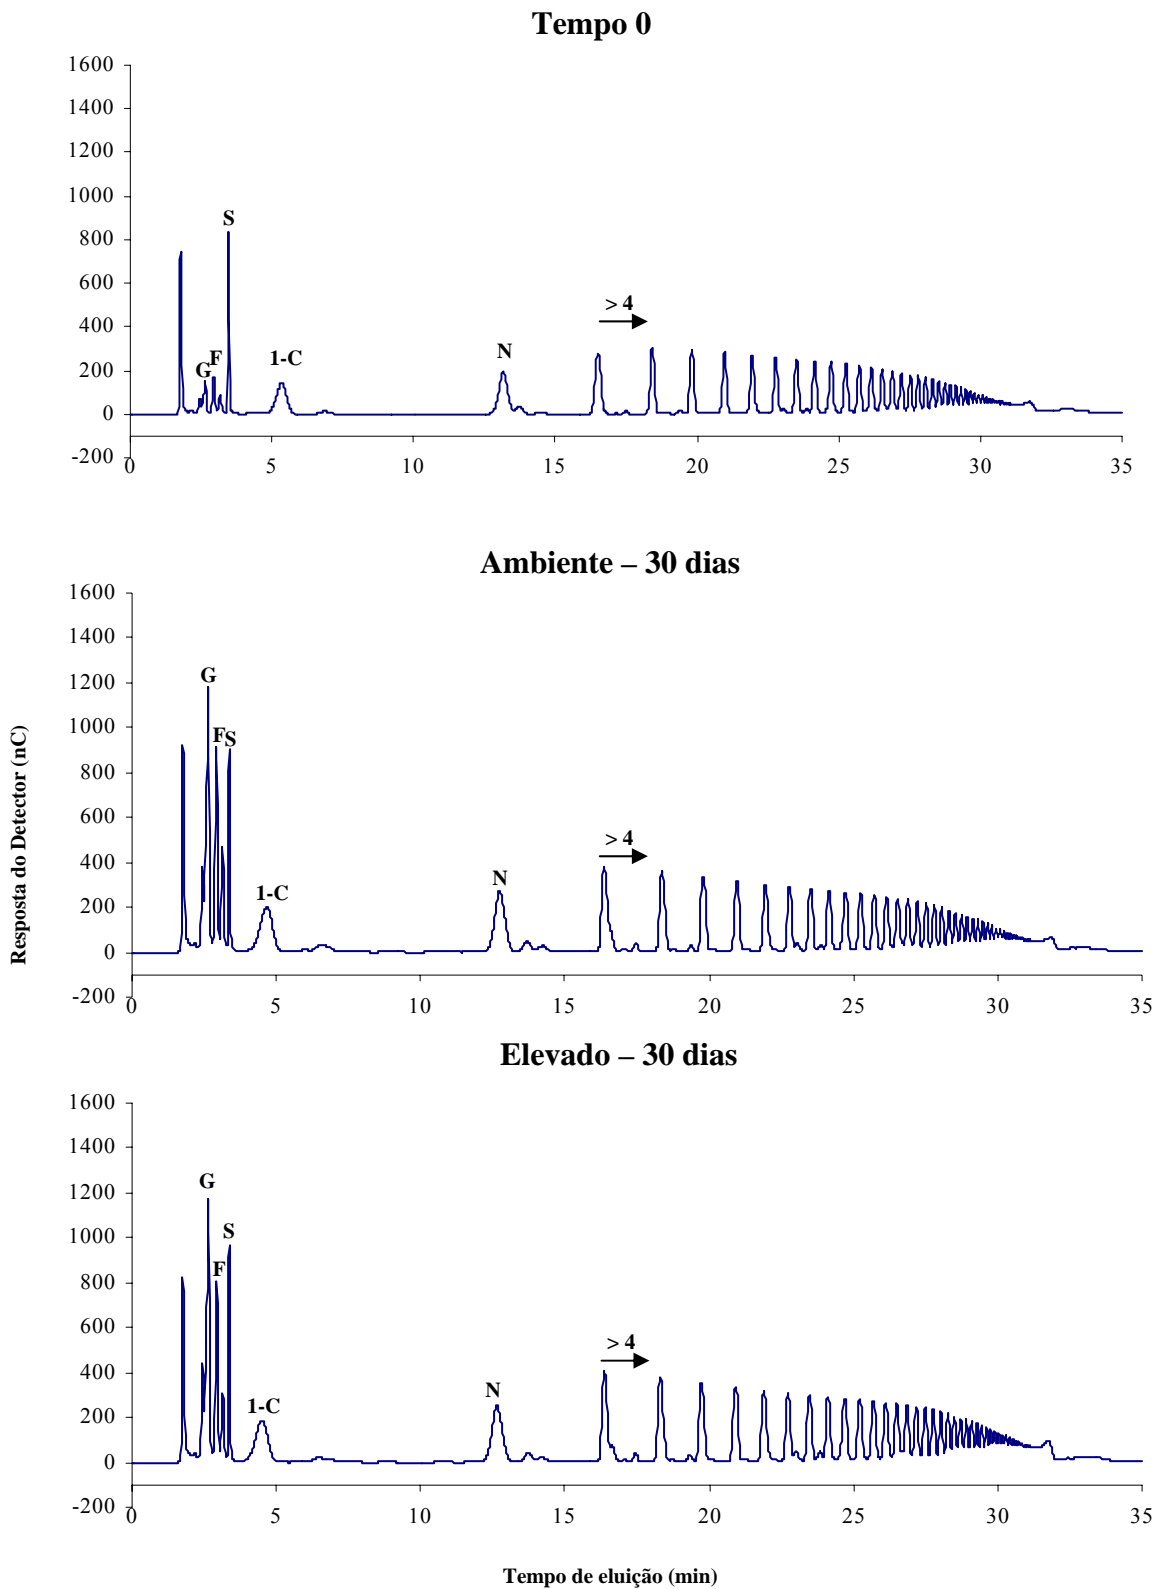 Tempo 0
1600
1400
1200
1000
S
800
600
> 4
400
G F 1-C N
200
0
-200
0 5 10 15 20 25 30 35
Ambiente – 30 dias
1600
1400
1200
G
1000
F S
800
600
> 4
400
1-C N
200
0
-200
0 5 10 15 20 25 30 35
Resposta do Detector (nC)
Elevado – 30 dias
1600
1400
1200
G
1000
S
F
800
600
> 4
400
1-C N
200
0
-200
0 5 10 15 20 25 30 35
Tempo de eluição (min)